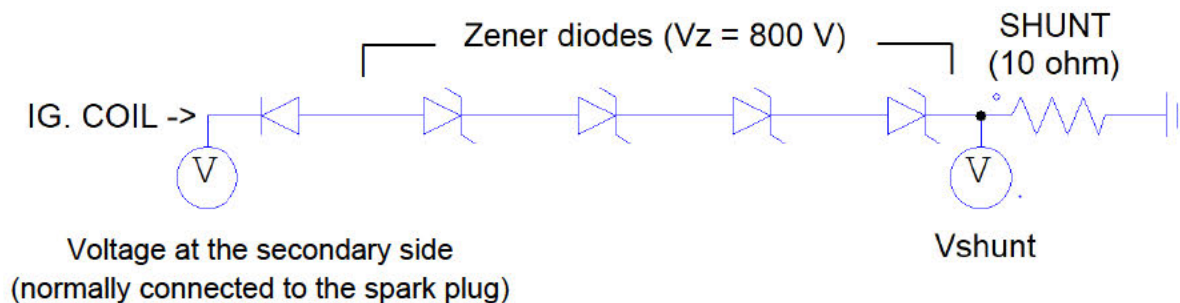 Zener diodes (Vz = 800 V)
SHUNT
(10 ohm)
IG. COIL ->
V
V
Voltage at the secondary side
(normally connected to the spark plug)
Vshunt